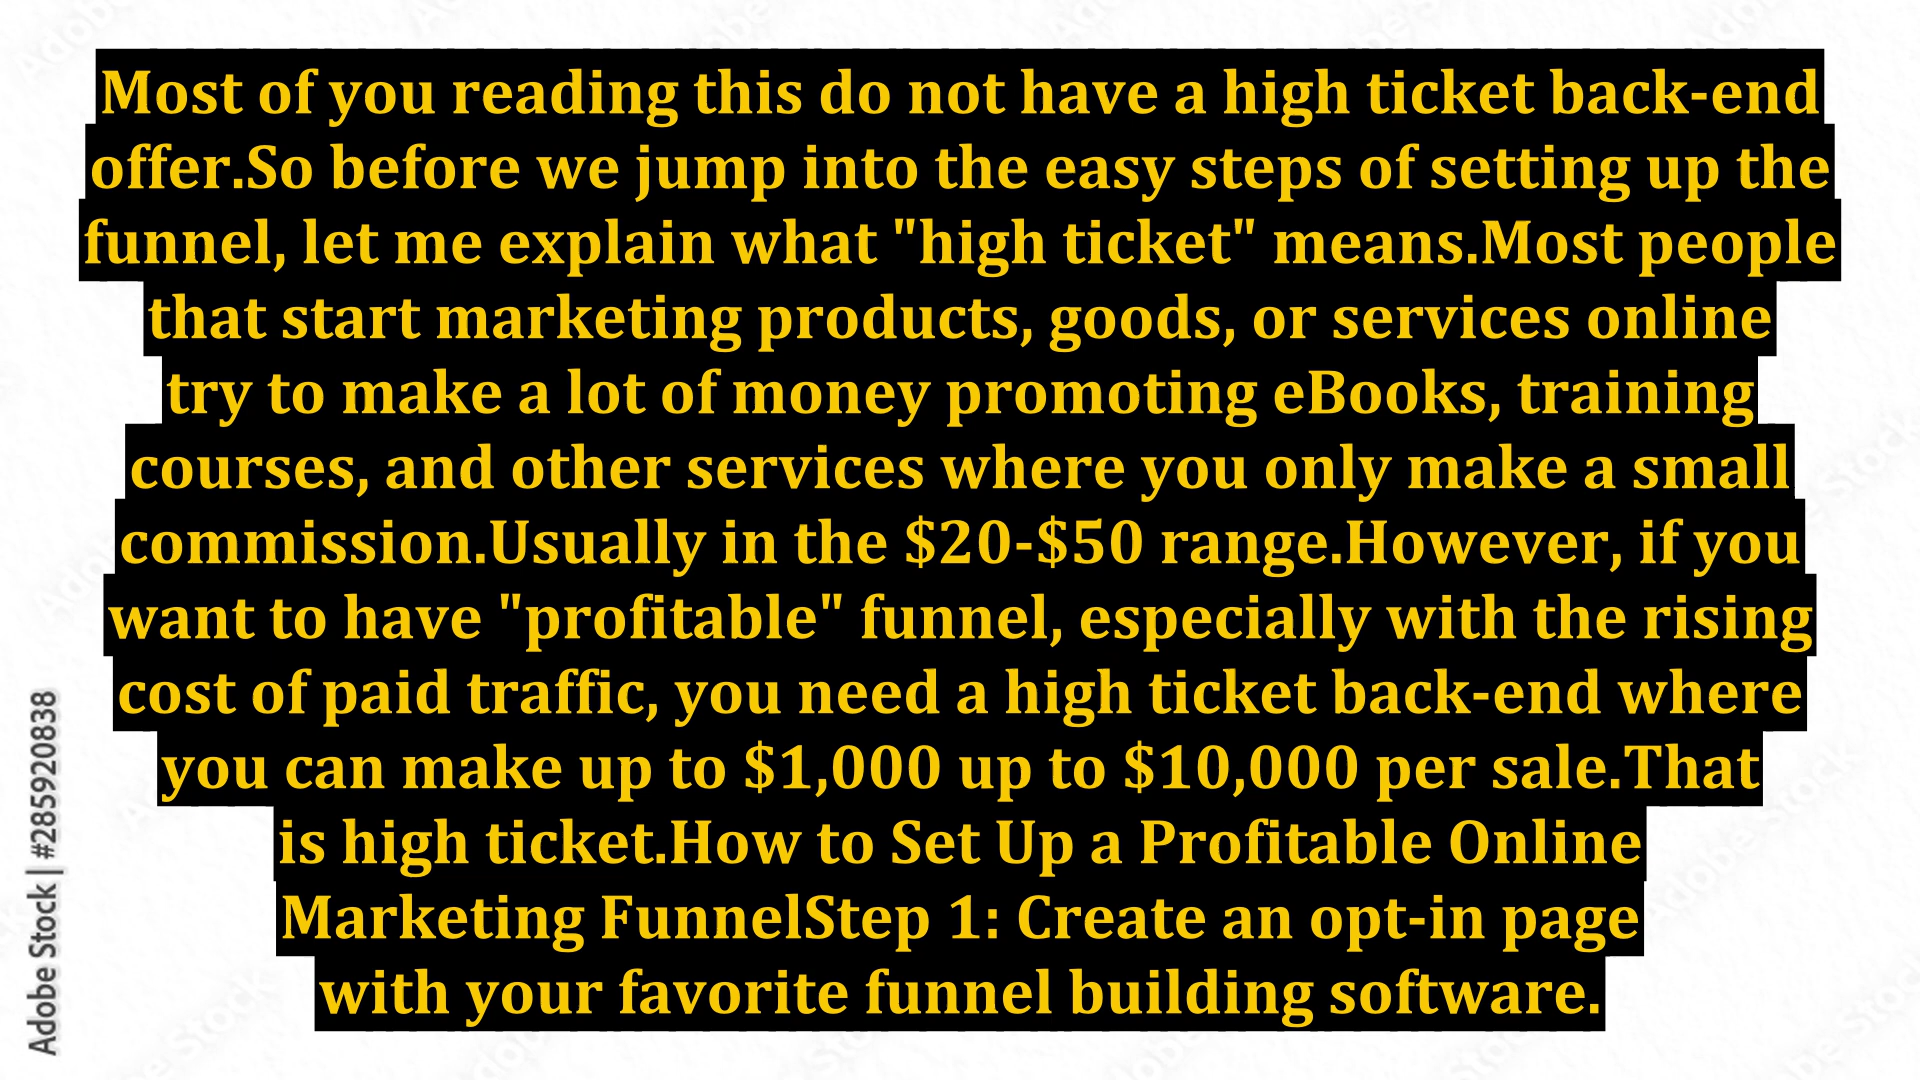 Most of you reading this do not have a high ticket back-end
offer.So before we jump into the easy steps of setting up the
funnel, let me explain what "high ticket" means.Most people
that start marketing products, goods, or services online
try to make a lot of money promoting eBooks, training
courses, and other services where you only make a small
commission.Usually in the $20-$50 range.However, if you
want to have "profitable" funnel, especially with the rising
cost of paid traffic, you need a high ticket back-end where
you can make up to $1,000 up to $10,000 per sale.That
is high ticket.How to Set Up a Profitable Online
Marketing FunnelStep 1: Create an opt-in page
with your favorite funnel building software.
Adobe Stock | #285920838